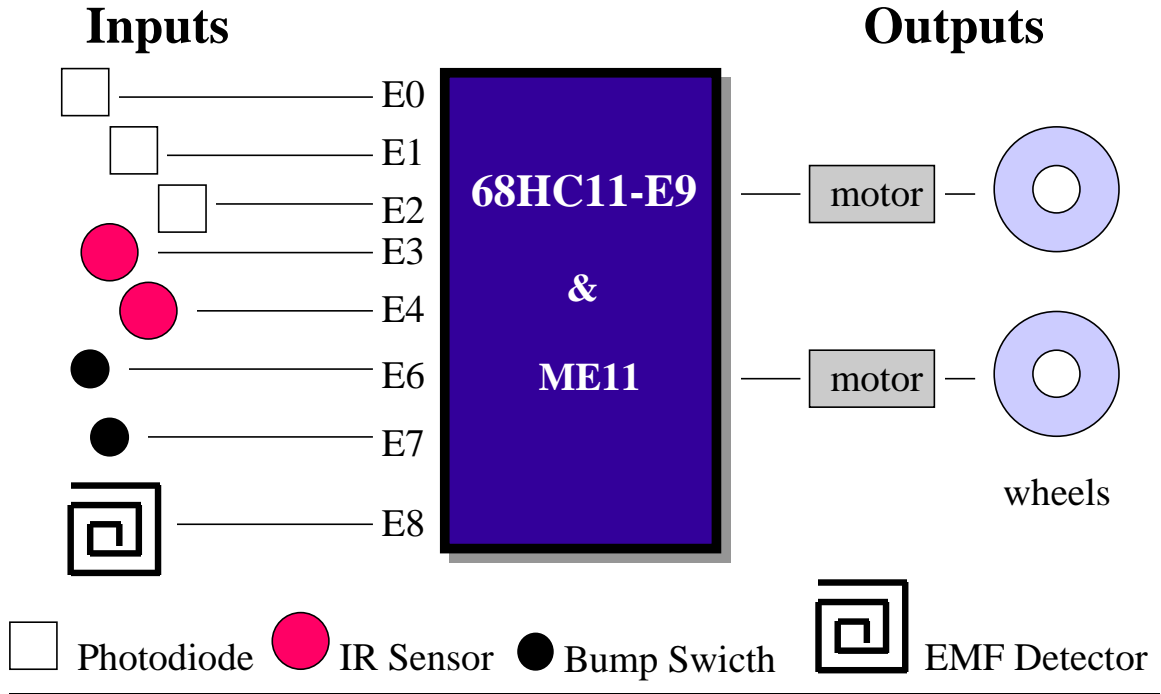 Inputs
Outputs
E0
E1
E2
E3
E4
E6
E7
E8
68HC11-E9
&
ME11
motor
motor
wheels
Photodiode
IR Sensor
Bump Swicth
EMF Detector